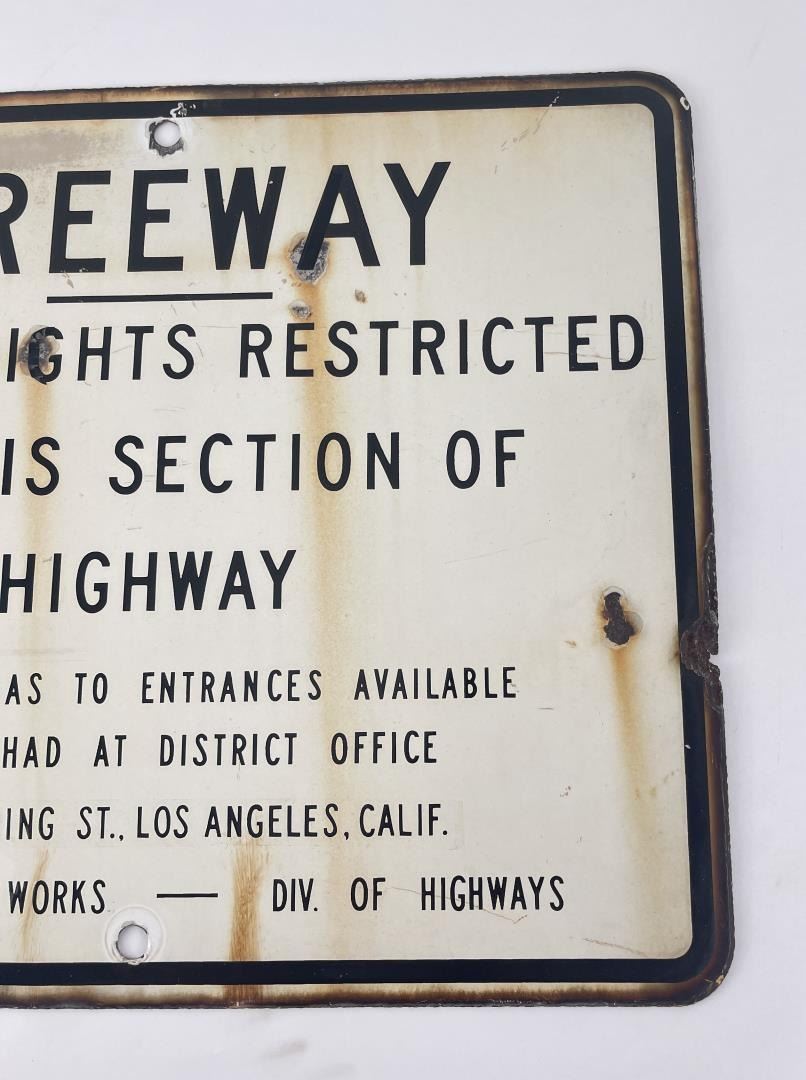 REEWAY
IGHTS RESTRICTED
IS SECTION OF
HIGHWAY
AS TO ENTRANCES AVAILABLE
HAD AT DISTRICT OFFICE
ING ST., LOS ANGELES, CALIF.
WORKS — DIV. OF HIGHWAYS